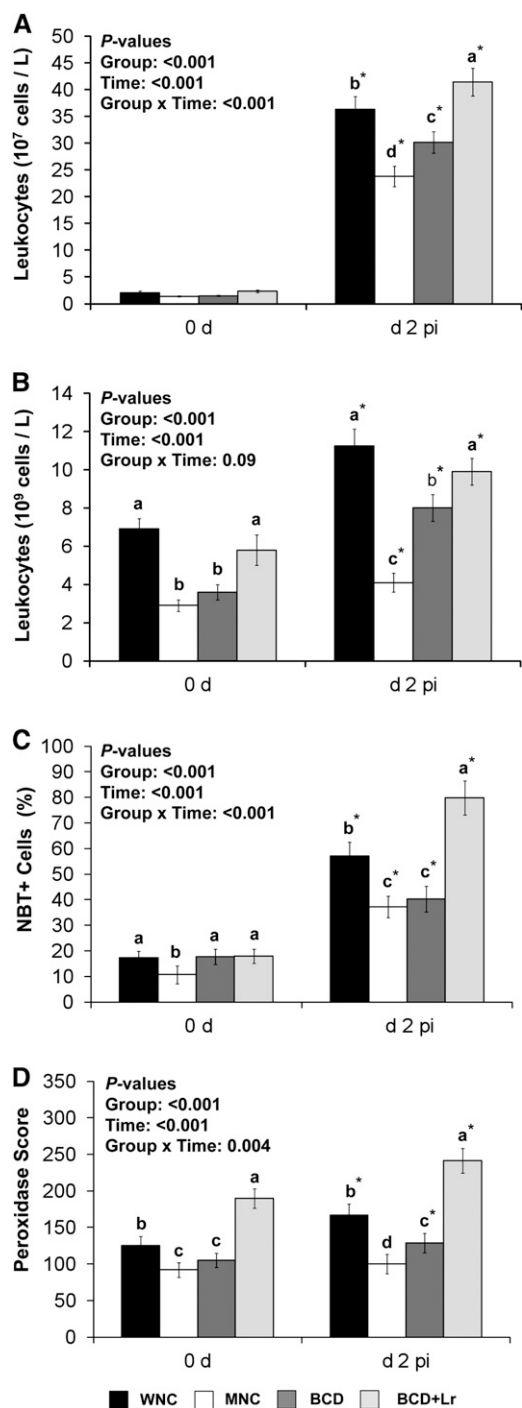 A
P-values
Group: <0.001
Time: <0.001
Group x Time: <0.001
Leukocytes (10⁷ cells / L)
50
45
40
35
30
25
20
15
10
5
0
b*
d*
c*
a*
0 d
d 2 pi
B
P-values
Group: <0.001
Time: <0.001
Group x Time: 0.09
Leukocytes (10⁹ cells / L)
14
12
10
8
6
4
2
0
a
b
b
a
a*
c*
b*
a*
0 d
d 2 pi
C
P-values
Group: <0.001
Time: <0.001
Group x Time: <0.001
NBT+ Cells (%)
100
90
80
70
60
50
40
30
20
10
0
a
b
a
a
b*
c*
c*
a*
0 d
d 2 pi
D
P-values
Group: <0.001
Time: <0.001
Group x Time: 0.004
Peroxidase Score
350
300
250
200
150
100
50
0
b
c
c
a
b*
d
c*
a*
0 d
d 2 pi
WNC MNC BCD BCD+Lr